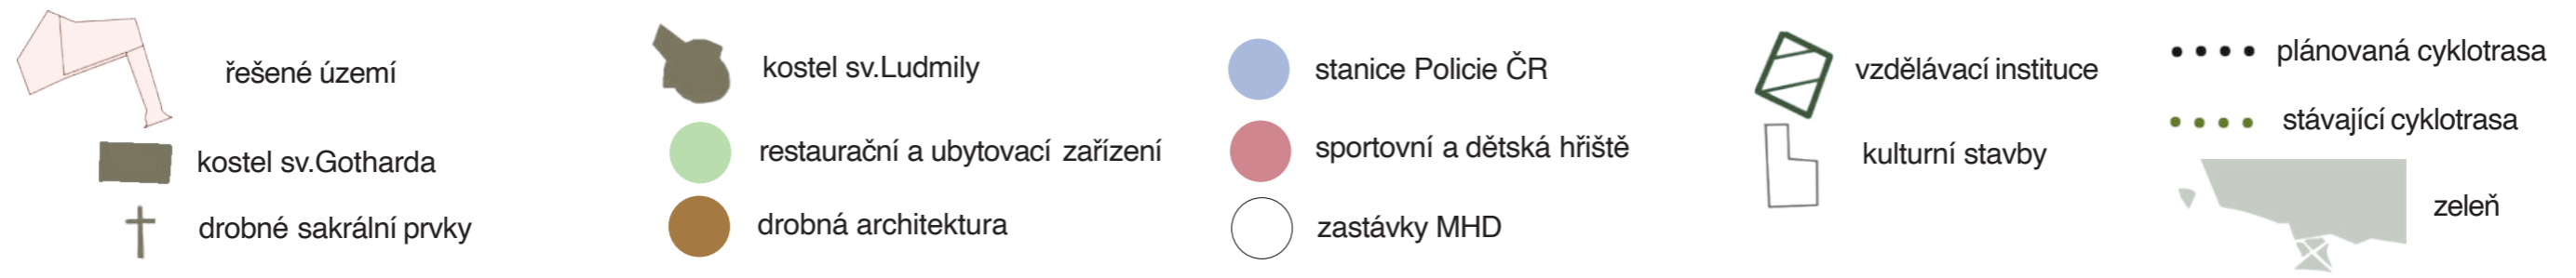 řešené území
kostel sv.Gotharda
drobné sakrální prvky
kostel sv.Ludmily
restaurační a ubytovací zařízení
drobná architektura
stanice Policie ČR
sportovní a dětská hřiště
zastávky MHD
vzdělávací instituce
kulturní stavby
plánovaná cyklotrasa
stávající cyklotrasa
zeleň